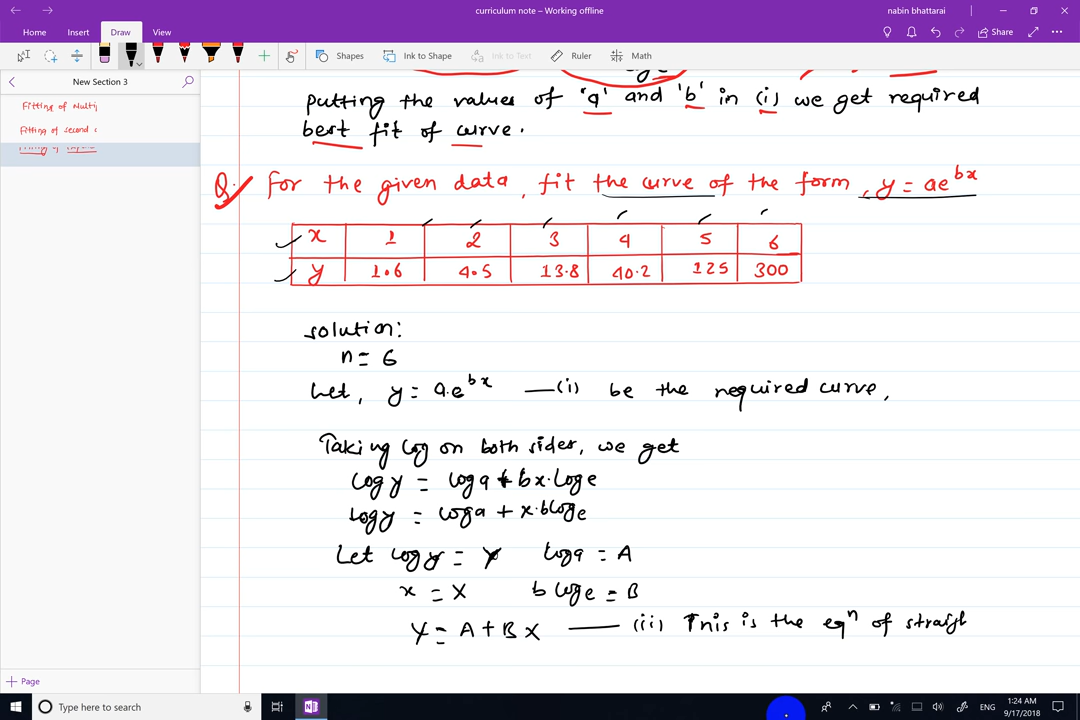 curriculum note – Working offline
nabin bhattarai
Home Insert Draw View
Share
Shapes Ink to Shape Ink to Text Ruler Math
New Section 3
Fitting of
Fitting of second
putting the values of 'a' and 'b' in (i) we get required
best fit of curve.
Q. For the given data, fit the curve of the form, y = ae^bx
x 1 2 3 4 5 6
y 1.6 4.5 13.8 40.2 125 300
solution:
n = 6
Let, y = a.e^bx —(i) be the required curve,
Taking log on both sides, we get
log y = log a + bx.log e
log y = log a + x.b log e
Let log y = Y log a = A
x = X b log e = B
Y = A + B X — (ii) This is the eqn of straigh
Page
Type here to search
ENG
1:24 AM
9/17/2018